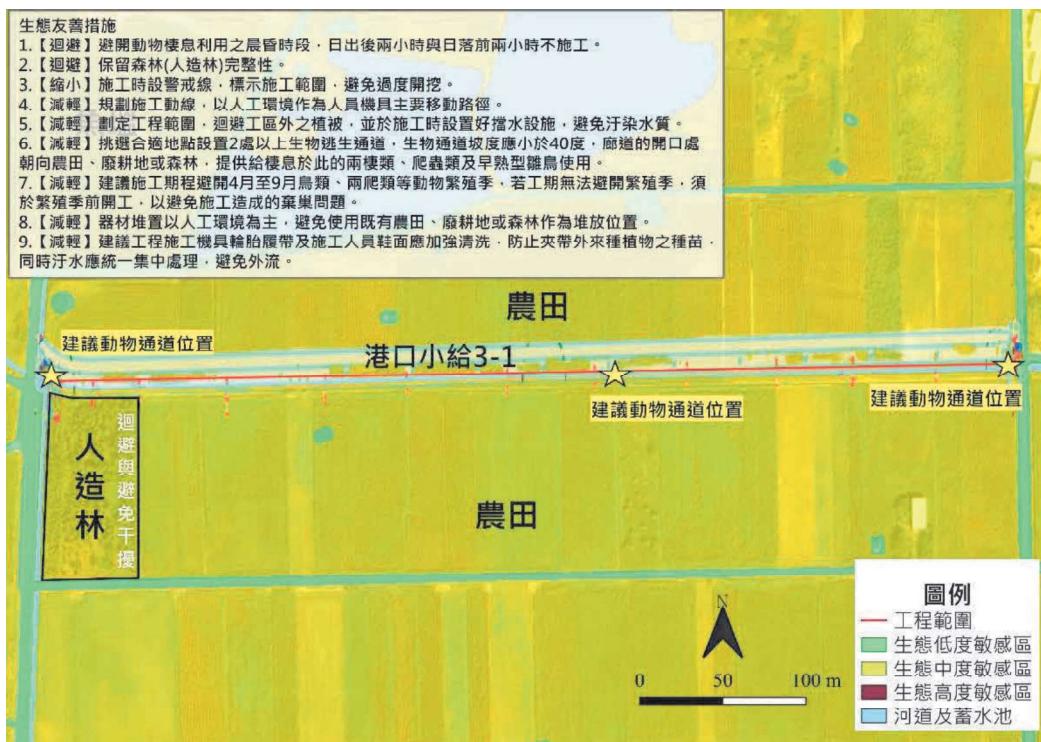 生態友善措施
1.【迴避】避開動物棲息利用之晨昏時段，日出後兩小時與日落前兩小時不施工。
2.【迴避】保留森林(人造林)完整性。
3.【縮小】施工時設警戒線，標示施工範圍，避免過度開挖。
4.【減輕】規劃施工動線，以人工環境作為人員機具主要移動路徑。
5.【減輕】劃定工程範圍，迴避工區外之植被，並於施工時設置好擋水設施，避免汙染水質。
6.【減輕】挑選合適地點設置2處以上生物逃生通道，生物通道坡度應小於40度，廊道的開口處
朝向農田、廢耕地或森林，提供給棲息於此的兩棲類、爬蟲類及早熟型雛鳥使用。
7.【減輕】建議施工期程避開4月至9月鳥類、兩爬類等動物繁殖季，若工期無法避開繁殖季，須
於繁殖季前開工，以避免施工造成的棄巢問題。
8.【減輕】器材堆置以人工環境為主，避免使用既有農田、廢耕地或森林作為堆放位置。
9.【減輕】建議工程施工機具輪胎履帶及施工人員鞋面應加強清洗，防止夾帶外來種植物之種苗，
同時汙水應統一集中處理，避免外流。
農田
建議動物通道位置
港口小給3-1
建議動物通道位置
建議動物通道位置
人造林
迴避與避免干擾
農田
N
0 50 100 m
圖例
工程範圍
生態低度敏感區
生態中度敏感區
生態高度敏感區
河道及蓄水池